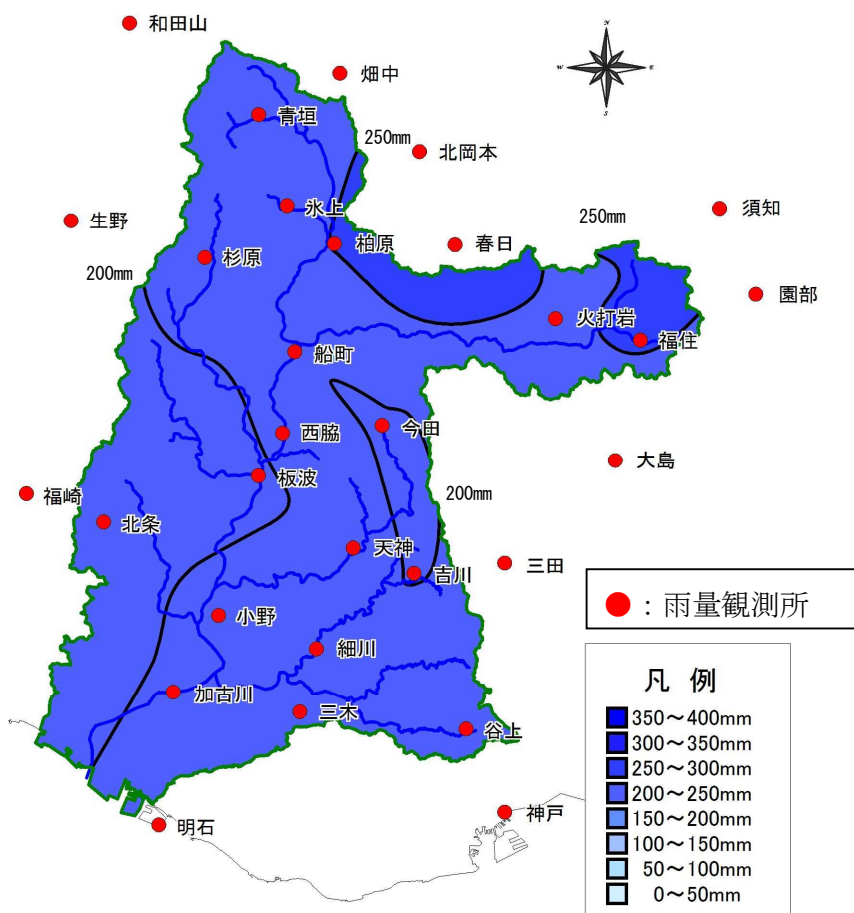 和田山
N
W
E
S
畑中
青垣
250mm
北岡本
氷上
須知
生野
柏原
春日
250mm
杉原
200mm
園部
火打岩
福住
船町
今田
西脇
大島
板波
福崎
200mm
北条
天神
三田
吉川
●：雨量観測所
小野
細川
凡 例
加古川
三木
谷上
350～400mm
300～350mm
250～300mm
200～250mm
150～200mm
100～150mm
50～100mm
0～50mm
神戸
明石